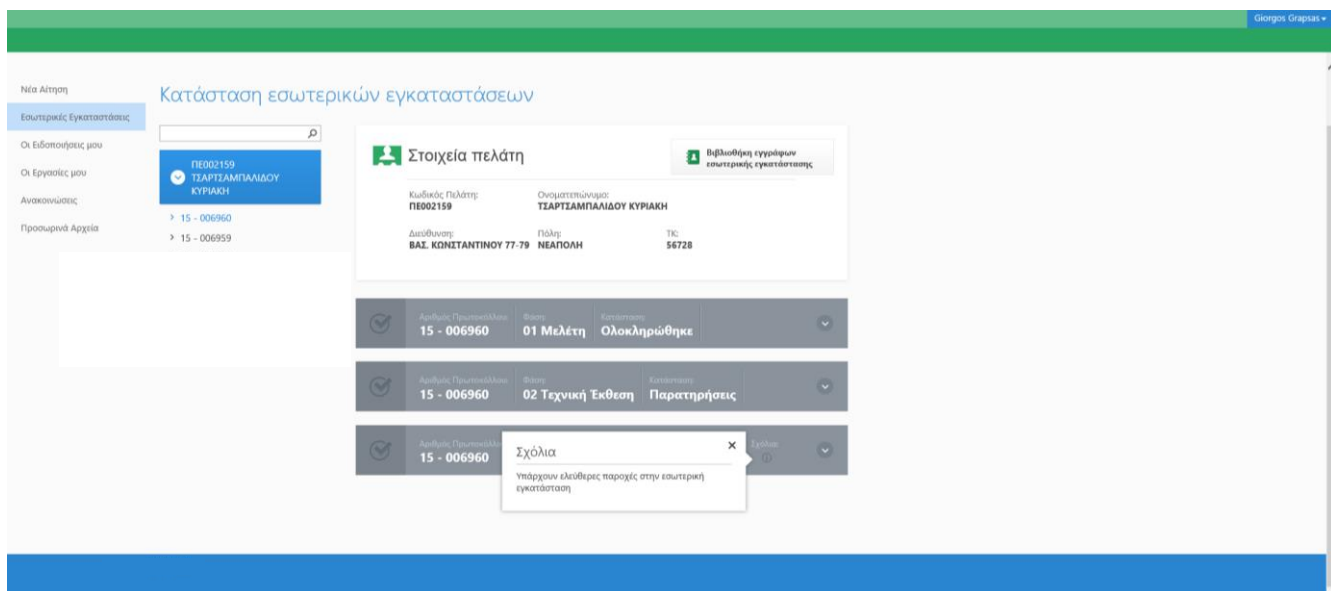 Giorgos Grapsas
Νέα Αίτηση
Εσωτερικές Εγκαταστάσεις
Οι Ειδοποιήσεις μου
Οι Εργασίες μου
Ανακοινώσεις
Προσωρινά Αρχεία
Κατάσταση εσωτερικών εγκαταστάσεων
ΠΕ002159
ΤΣΑΡΤΣΑΜΠΑΛΙΔΟΥ
ΚΥΡΙΑΚΗ
15 - 006960
15 - 006959
Στοιχεία πελάτη
Βιβλιοθήκη εγγράφων
εσωτερικής εγκατάστασης
Κωδικός Πελάτη: Ονοματεπώνυμο:
ΠΕ002159 ΤΣΑΡΤΣΑΜΠΑΛΙΔΟΥ ΚΥΡΙΑΚΗ
Διεύθυνση: Πόλη: ΤΚ:
ΒΑΣ. ΚΩΝΣΤΑΝΤΙΝΟΥ 77-79 ΝΕΑΠΟΛΗ 56728
Αριθμός Πρωτοκόλλου Φάση Κατάσταση
15 - 006960 01 Μελέτη Ολοκληρώθηκε
Αριθμός Πρωτοκόλλου Φάση Κατάσταση
15 - 006960 02 Τεχνική Έκθεση Παρατηρήσεις
Αριθμός Σχόλια
15 - 006960
Σχόλια
Υπάρχουν ελεύθερες παροχές στην εσωτερική
εγκατάσταση